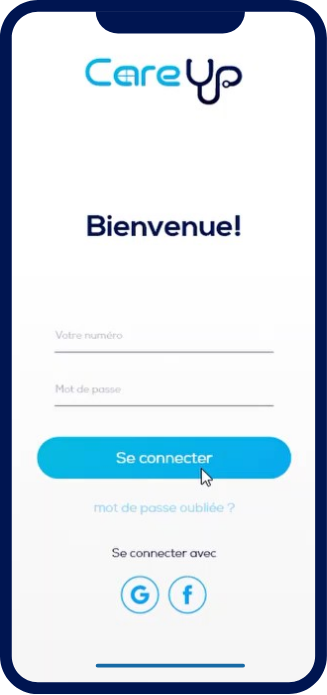 CareUp
Bienvenue!
Votre numéro
Mot de passe
Se connecter
mot de passe oubliée ?
Se connecter avec
G f